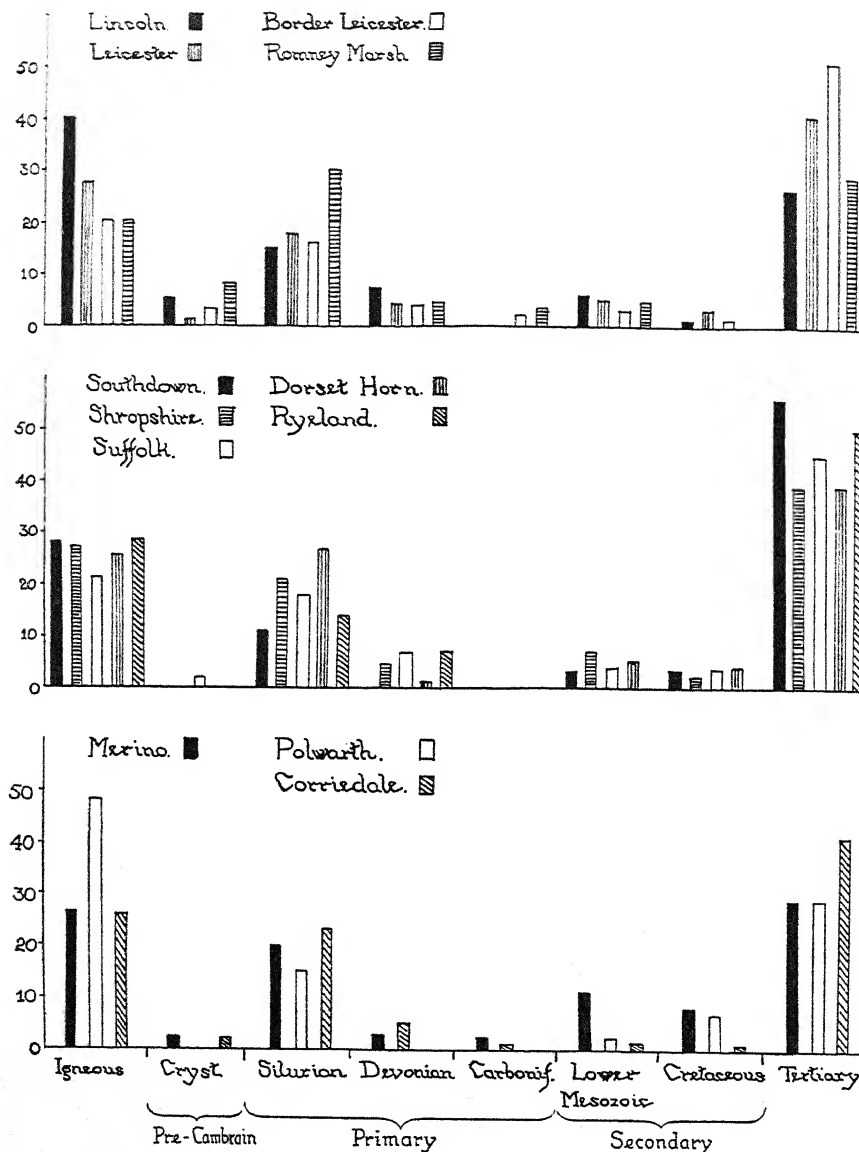 Lincoln. Border Leicester.
Leicester Romney Marsh
50
40
30
20
10
0
Southdown. Dorset Horn.
Shropshire. Ryeland.
Suffolk.
50
40
30
20
10
0
Merino. Polwarth.
Corriedale.
50
40
30
20
10
0
Igneous Cryst Silurian Devonian Carbonif. Lower Cretaceous Tertiary
Mesozoic
Pre-Cambrain Primary Secondary